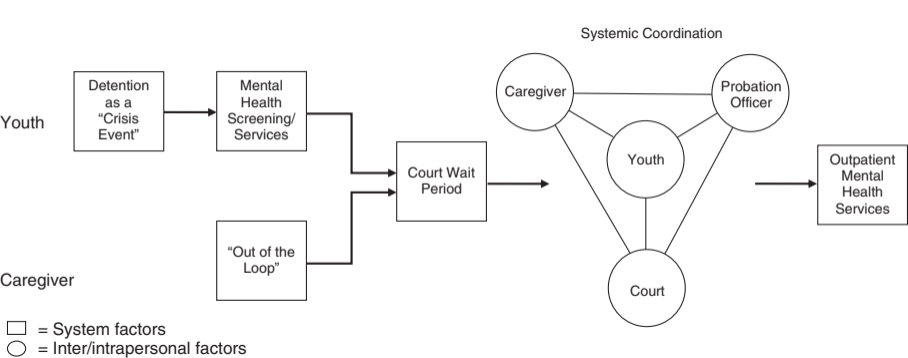 Systemic Coordination
Youth
Detention
as a
“Crisis
Event”
Mental
Health
Screening/
Services
Court Wait
Period
Caregiver
Probation
Officer
Youth
Court
Outpatient
Mental
Health
Services
Caregiver
“Out of the
Loop”
= System factors
= Inter/intrapersonal factors